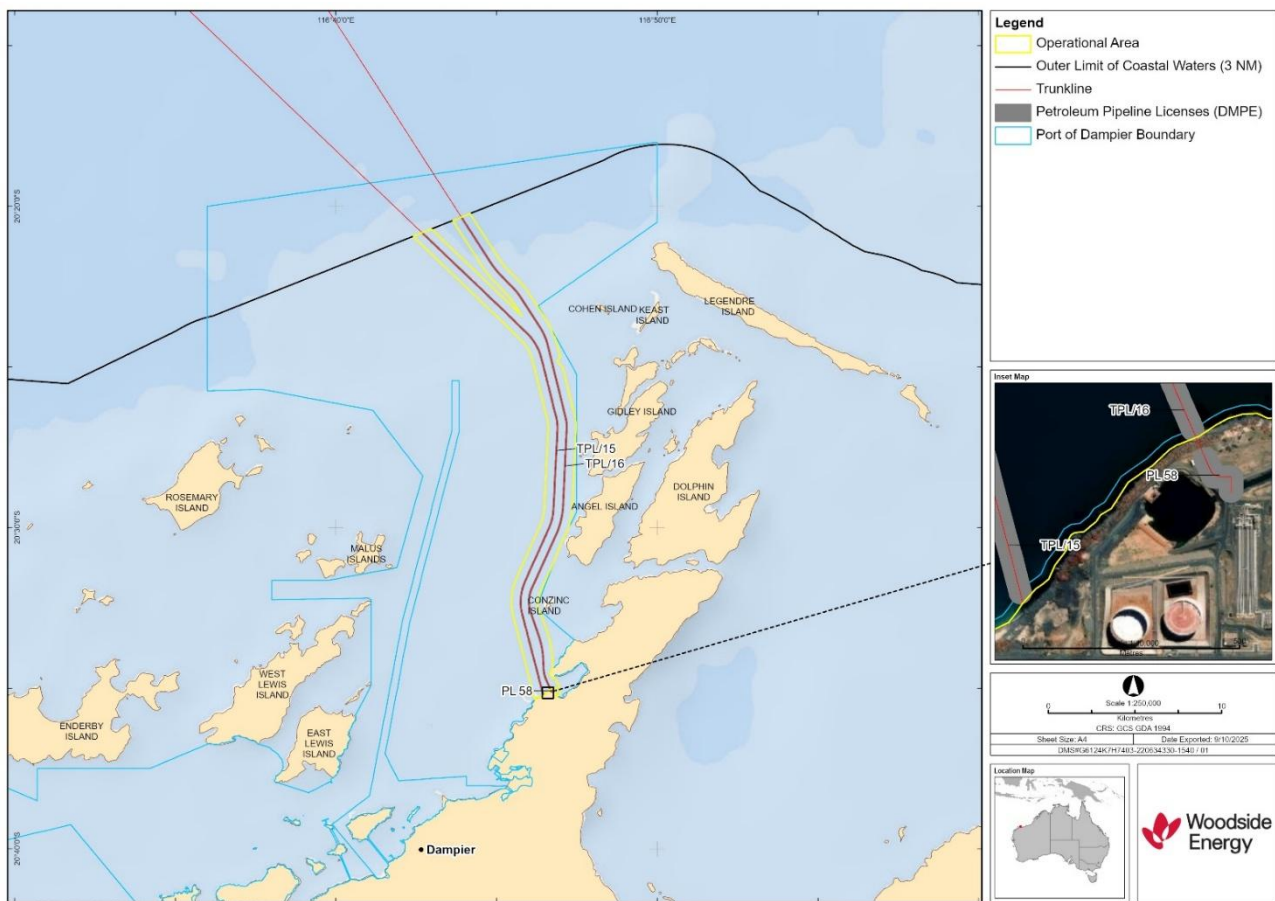 116°40'0"E
116°50'0"E
20°20'0"S
20°30'0"S
20°40'0"S
COHEN ISLAND
KEAST
ISLAND
LEGENDRE
ISLAND
GIDLEY ISLAND
TPL/15
TPL/16
ROSEMARY
ISLAND
ANGEL ISLAND
DOLPHIN
ISLAND
MALUS
ISLANDS
CONZINC
ISLAND
WEST
LEWIS
ISLAND
PL 58
ENDERBY
ISLAND
EAST
LEWIS
ISLAND
Dampier
Legend
Operational Area
Outer Limit of Coastal Waters (3 NM)
Trunkline
Petroleum Pipeline Licenses (DMPE)
Port of Dampier Boundary
Inset Map
TPL/16
PL 58
TPL/15
Scale 1:250,000
0 10
Kilometres
CRS: GCS GDA 1994
Sheet Size: A4 Date Exported: 9/10/2025
Location Map
Woodside
Energy